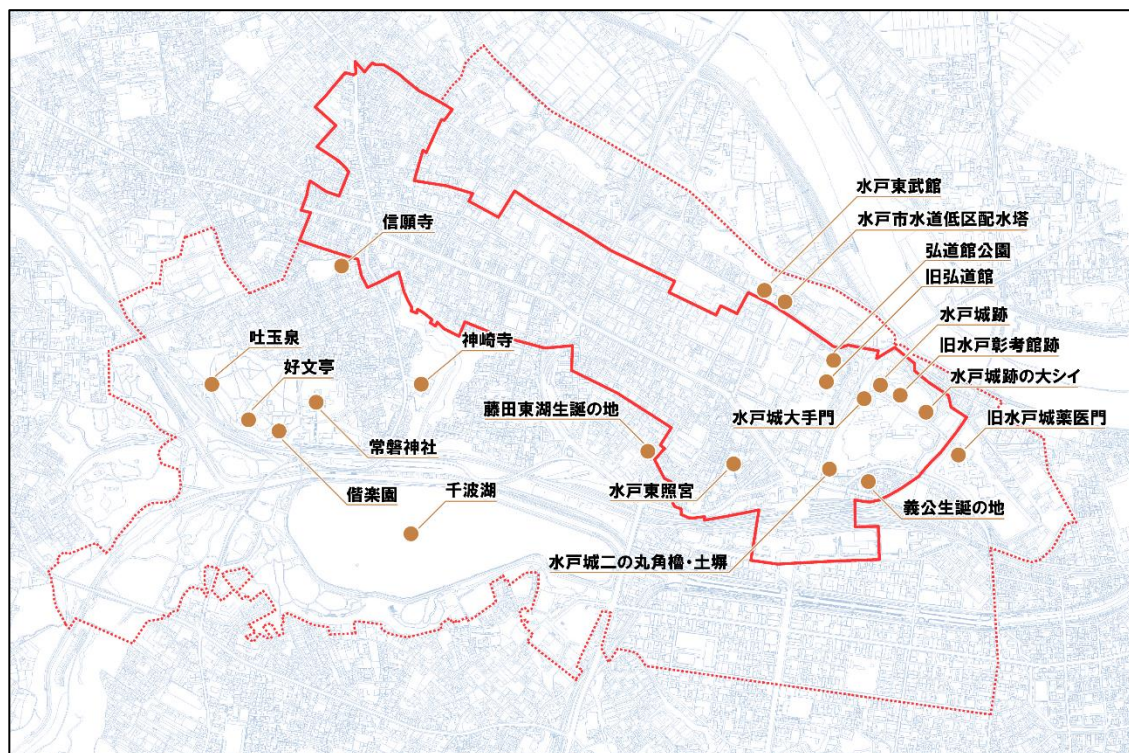 水戸東武館
水戸市水道低区配水塔
信願寺
弘道館公園
旧弘道館
水戸城跡
吐玉泉
神崎寺
旧水戸彰考館跡
好文亭
水戸城跡の大シイ
藤田東湖生誕の地
水戸城大手門
旧水戸城薬医門
常磐神社
偕楽園
千波湖
水戸東照宮
義公生誕の地
水戸城二の丸角櫓・土塀